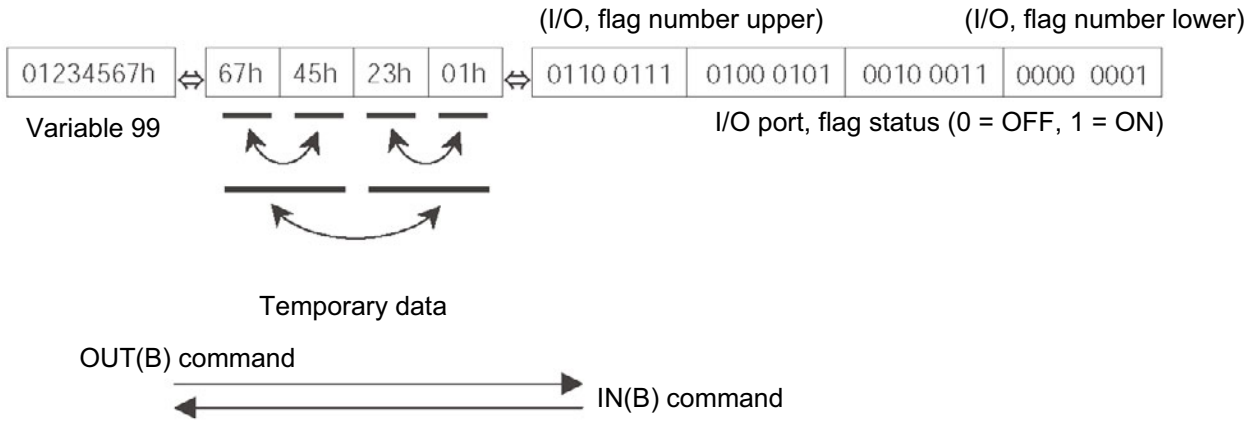 (I/O, flag number upper) (I/O, flag number lower)
01234567h ⇔ 67h 45h 23h 01h ⇔ 0110 0111 0100 0101 0010 0011 0000 0001
Variable 99 I/O port, flag status (0 = OFF, 1 = ON)
Temporary data
OUT(B) command
IN(B) command